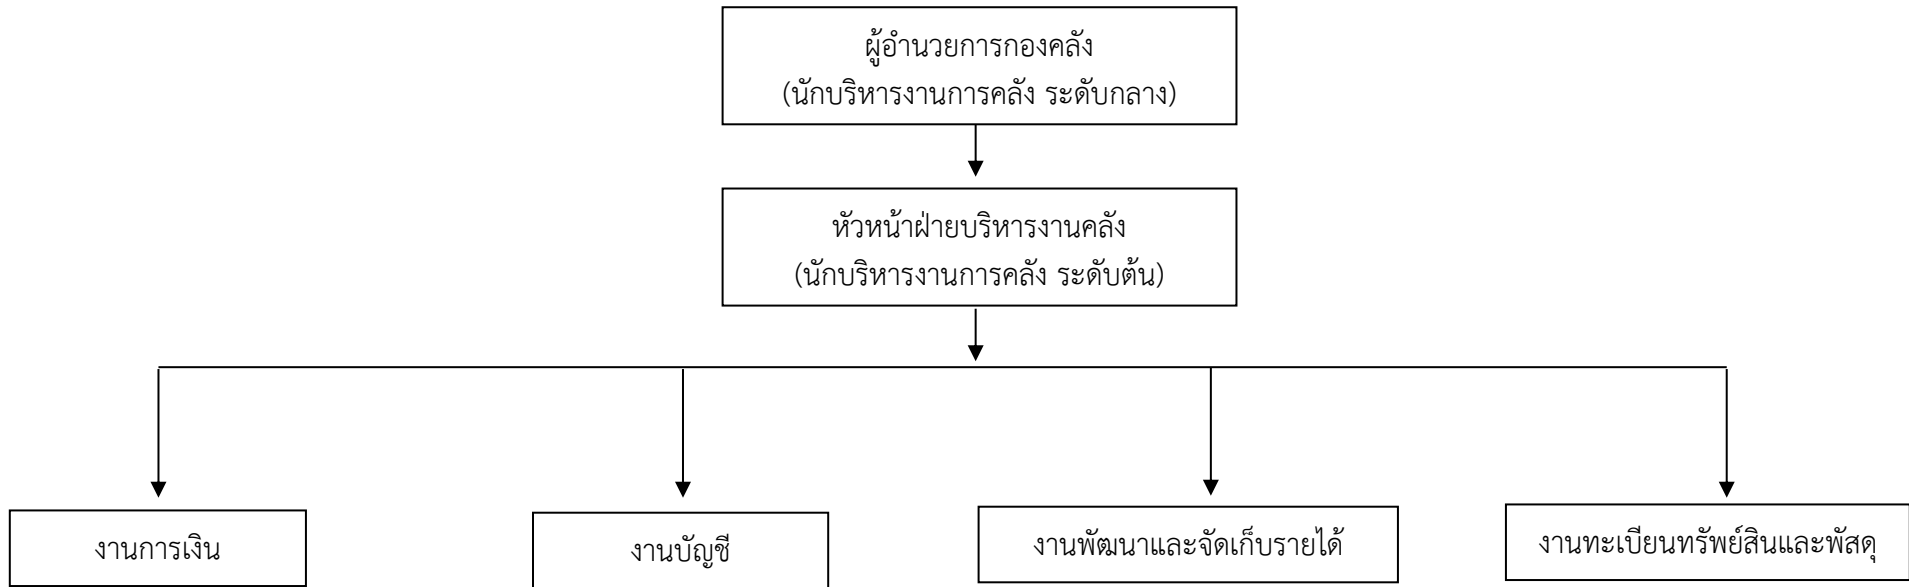 ผู้อำนวยการกองคลัง
(นักบริหารงานการคลัง ระดับกลาง)
หัวหน้าฝ่ายบริหารงานคลัง
(นักบริหารงานการคลัง ระดับต้น)
งานการเงิน
งานบัญชี
งานพัฒนาและจัดเก็บรายได้
งานทะเบียนทรัพย์สินและพัสดุ